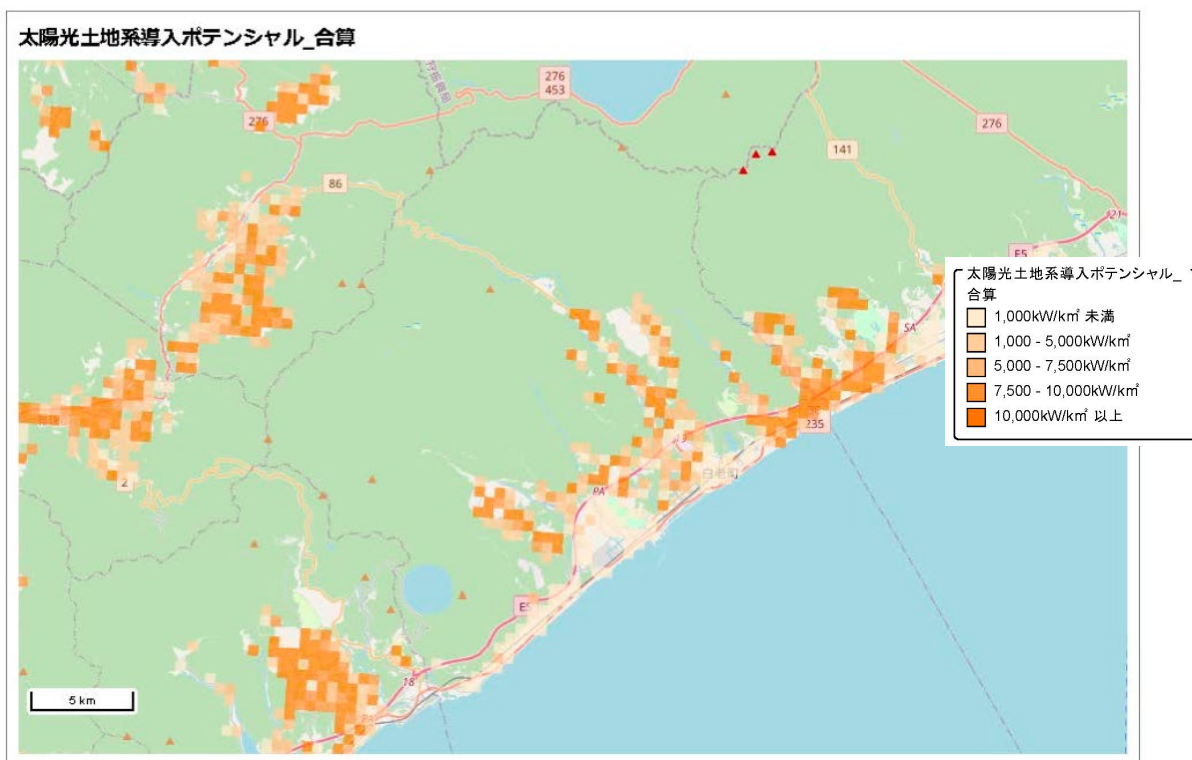 太陽光土地系導入ポテンシャル_合算
276
453
276
276
141
86
21
E5
太陽光土地系導入ポテンシャル_
合算
1,000kW/k㎡ 未満
1,000 - 5,000kW/k㎡
5,000 - 7,500kW/k㎡
7,500 - 10,000kW/k㎡
10,000kW/k㎡ 以上
SA
235
白老町
2
PA
E5
18
5 km
PA